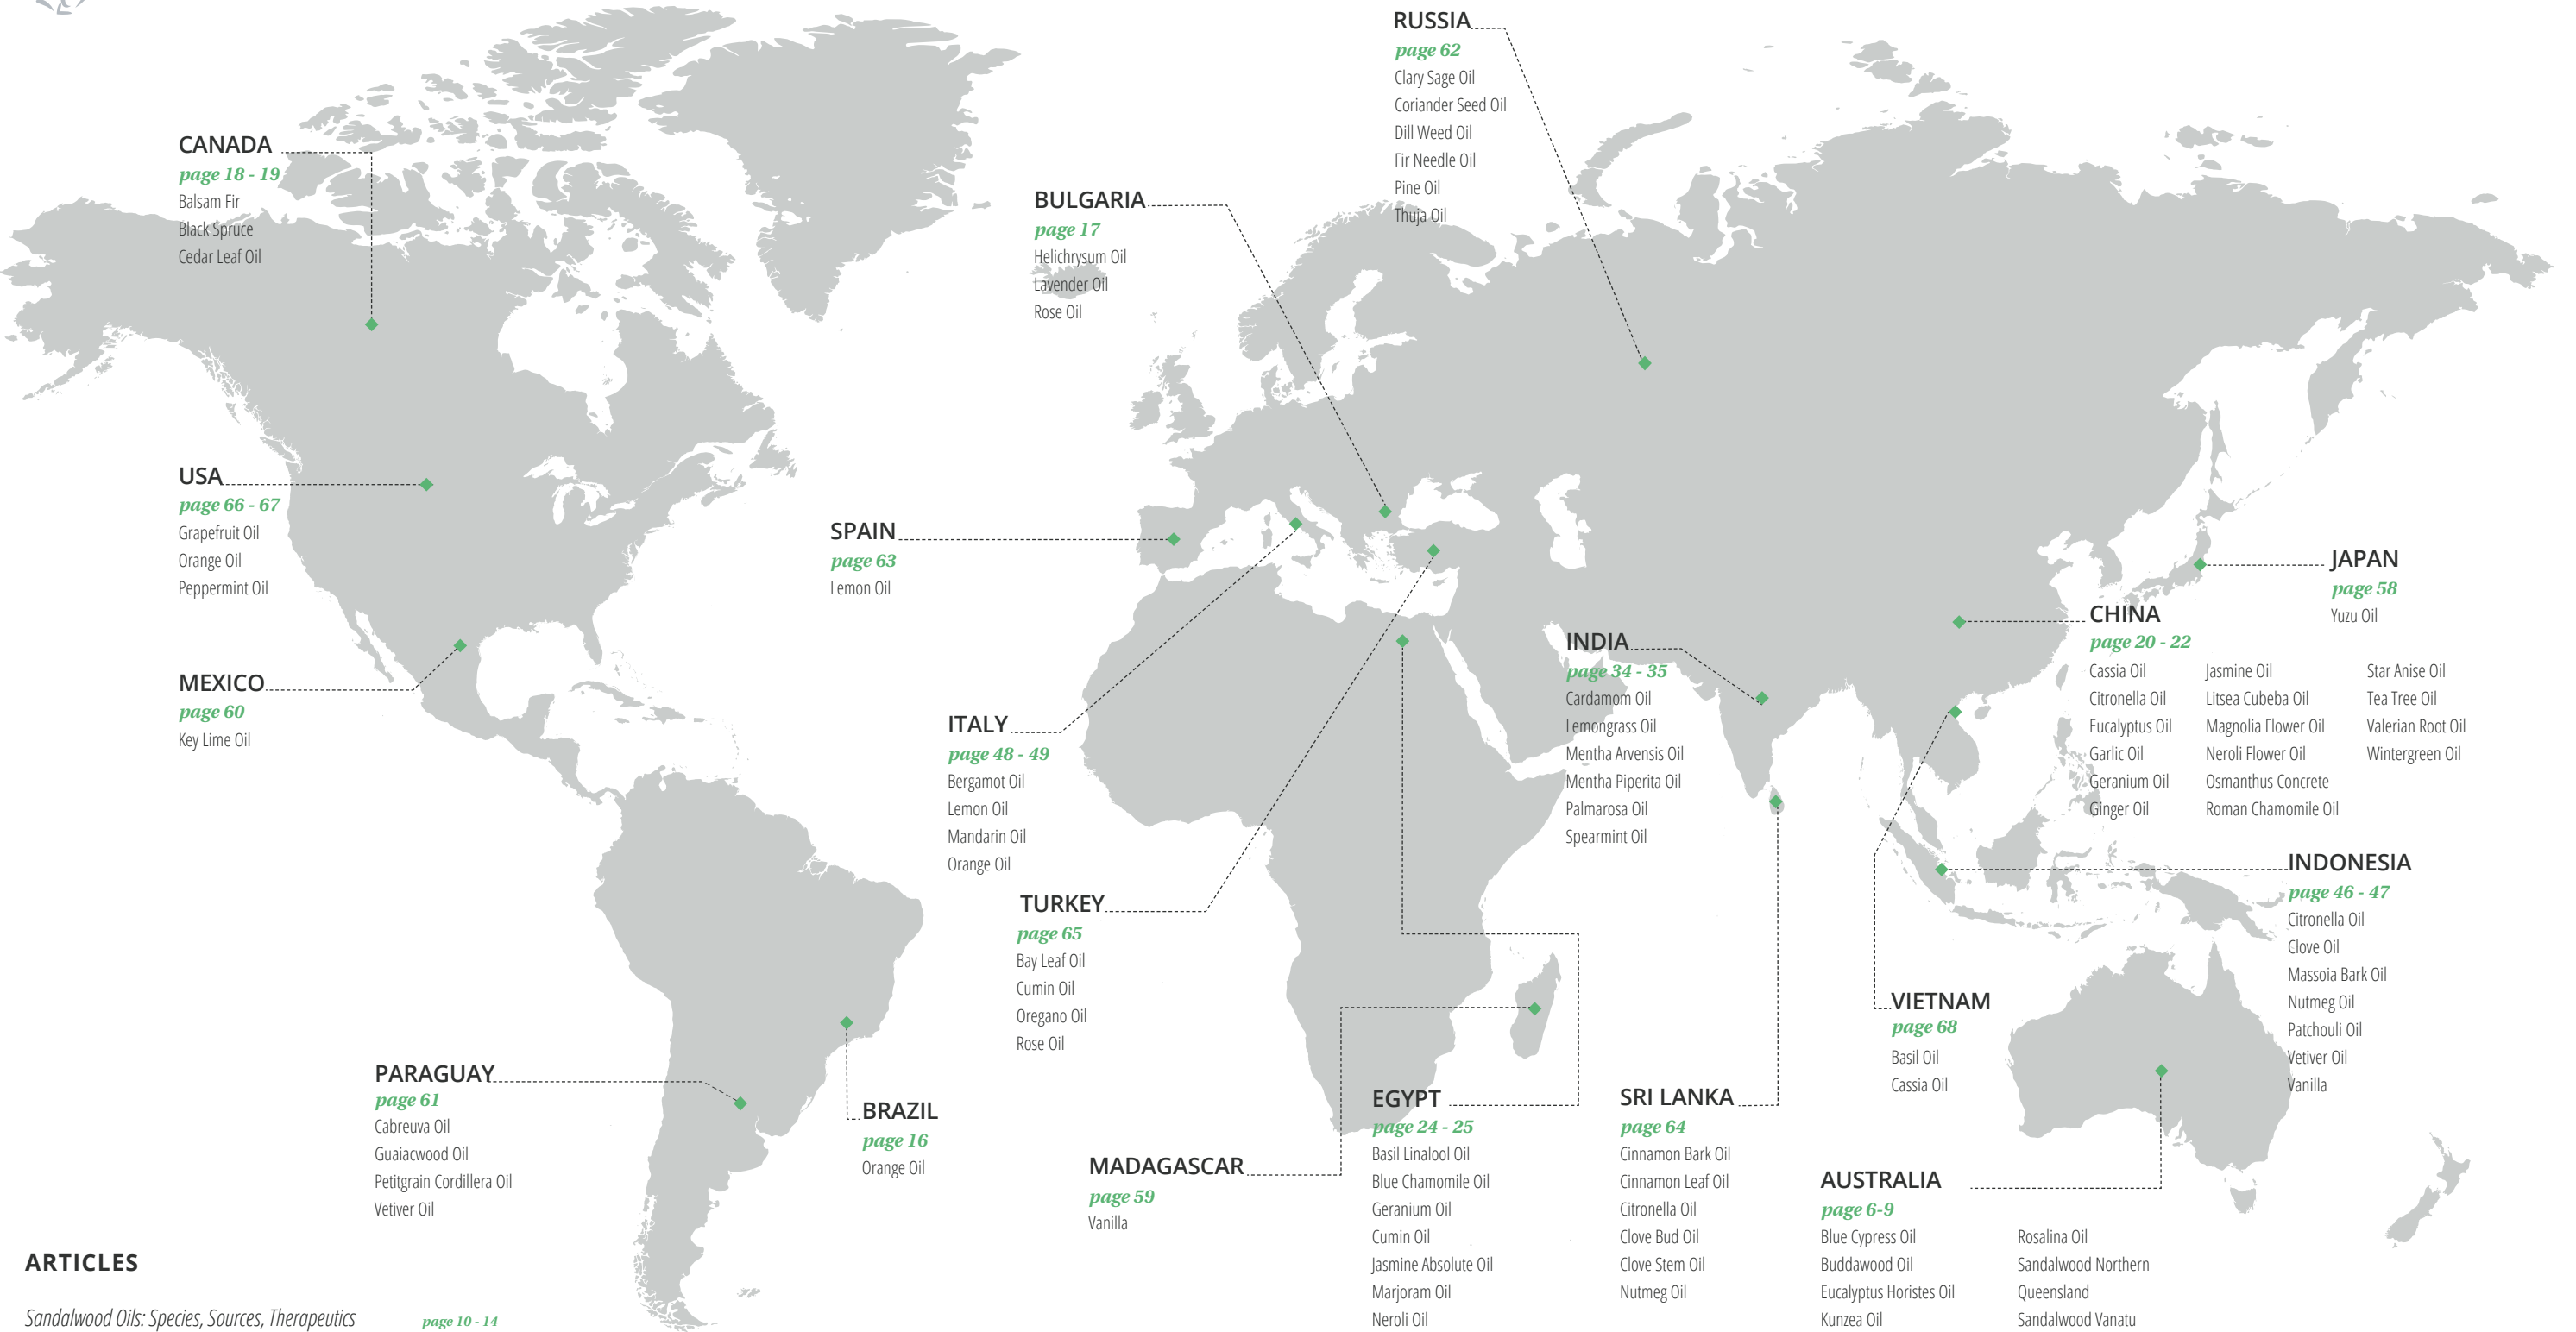 RUSSIA
page 62
Clary Sage Oil
Coriander Seed Oil
Dill Weed Oil
Fir Needle Oil
Pine Oil
Thuja Oil
CANADA
page 18 - 19
Balsam Fir
Black Spruce
Cedar Leaf Oil
BULGARIA
page 17
Helichrysum Oil
Lavender Oil
Rose Oil
USA
page 66 - 67
Grapefruit Oil
Orange Oil
Peppermint Oil
SPAIN
page 63
Lemon Oil
JAPAN
page 58
Yuzu Oil
CHINA
page 20 - 22
Cassia Oil
Citronella Oil
Eucalyptus Oil
Garlic Oil
Geranium Oil
Ginger Oil
Jasmine Oil
Litsea Cubeba Oil
Magnolia Flower Oil
Neroli Flower Oil
Osmanthus Concrete
Roman Chamomile Oil
Star Anise Oil
Tea Tree Oil
Valerian Root Oil
Wintergreen Oil
INDIA
page 34 - 35
Cardamom Oil
Lemongrass Oil
Mentha Arvensis Oil
Mentha Piperita Oil
Palmarosa Oil
Spearmint Oil
MEXICO
page 60
Key Lime Oil
ITALY
page 48 - 49
Bergamot Oil
Lemon Oil
Mandarin Oil
Orange Oil
TURKEY
page 65
Bay Leaf Oil
Cumin Oil
Oregano Oil
Rose Oil
INDONESIA
page 46 - 47
Citronella Oil
Clove Oil
Massoia Bark Oil
Nutmeg Oil
Patchouli Oil
Vetiver Oil
Vanilla
VIETNAM
page 68
Basil Oil
Cassia Oil
PARAGUAY
page 61
Cabreuva Oil
Guaiacwood Oil
Petitgrain Cordillera Oil
Vetiver Oil
BRAZIL
page 16
Orange Oil
MADAGASCAR
page 59
Vanilla
EGYPT
page 24 - 25
Basil Linalool Oil
Blue Chamomile Oil
Geranium Oil
Cumin Oil
Jasmine Absolute Oil
Marjoram Oil
Neroli Oil
SRI LANKA
page 64
Cinnamon Bark Oil
Cinnamon Leaf Oil
Citronella Oil
Clove Bud Oil
Clove Stem Oil
Nutmeg Oil
AUSTRALIA
page 6-9
Blue Cypress Oil
Buddawood Oil
Eucalyptus Horistes Oil
Kunzea Oil
Rosalina Oil
Sandalwood Northern
Queensland
Sandalwood Vanatu
ARTICLES
Sandalwood Oils: Species, Sources, Therapeutics page 10 - 14